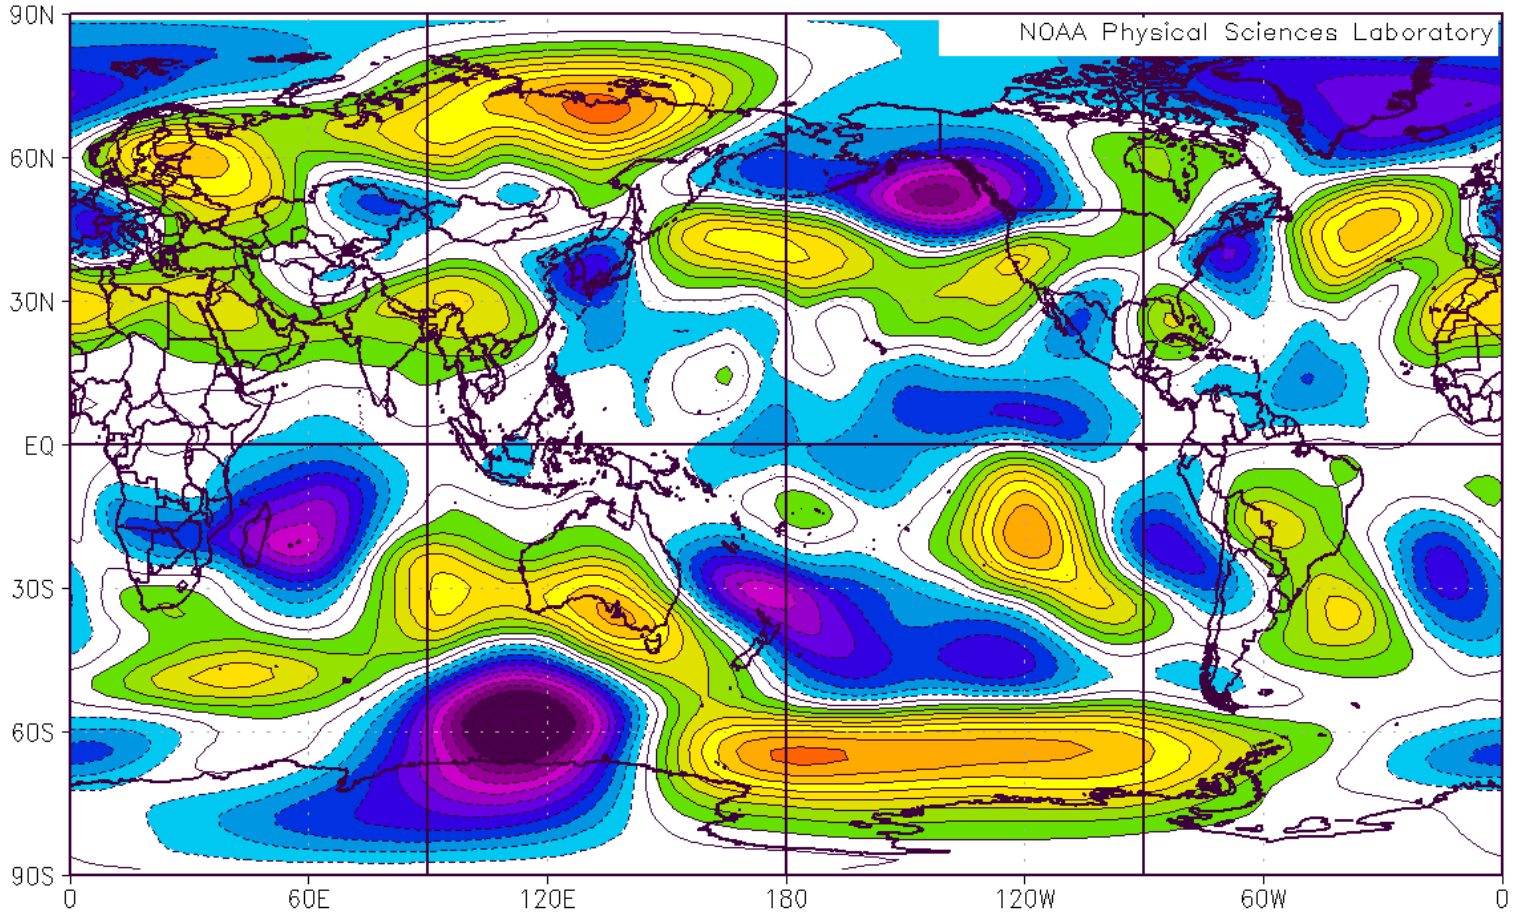 90N
NOAA Physical Sciences Laboratory
60N
30N
EQ
30S
60S
90S
0 60E 120E 180 120W 60W 0